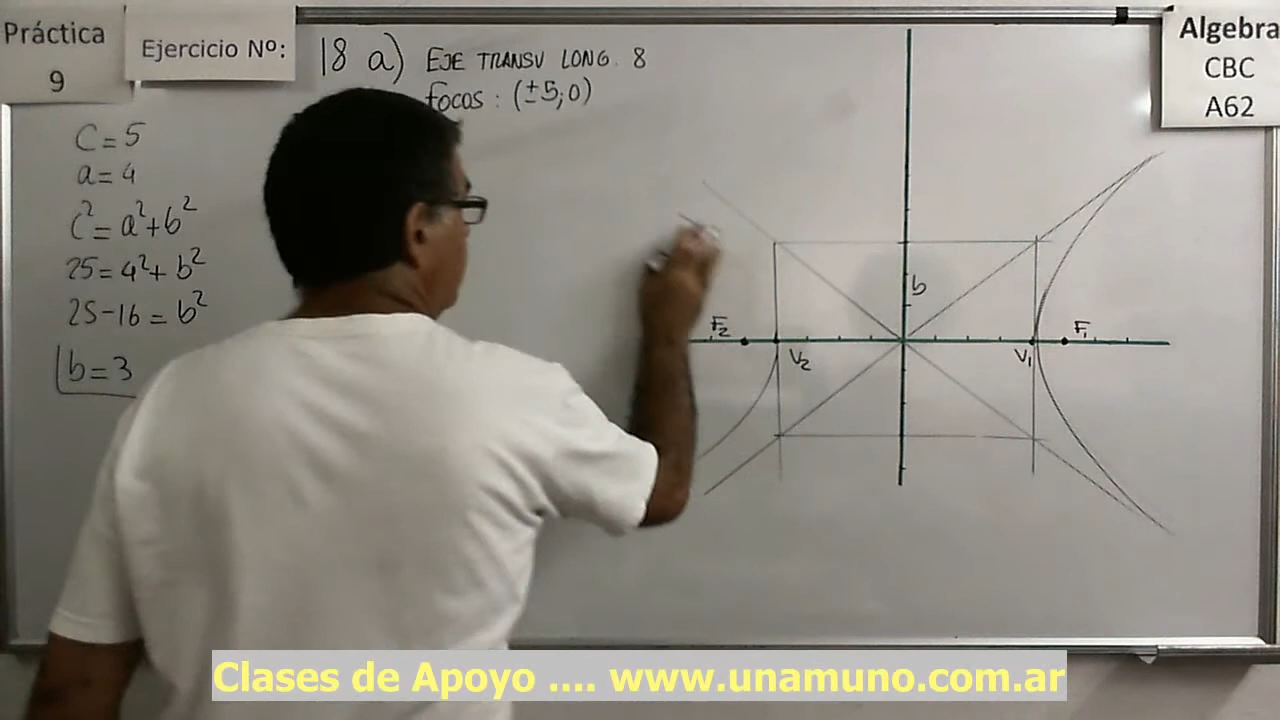 Práctica
9
Ejercicio Nº:
18 a) EJE TRANSV LONG. 8
focos : (±5;0)
Algebra
CBC
A62
C = 5
a = 4
c² = a² + b²
25 = 4² + b²
25 - 16 = b²
b = 3
b
F₂
V₂
V₁
F₁
Clases de Apoyo .... www.unamuno.com.ar